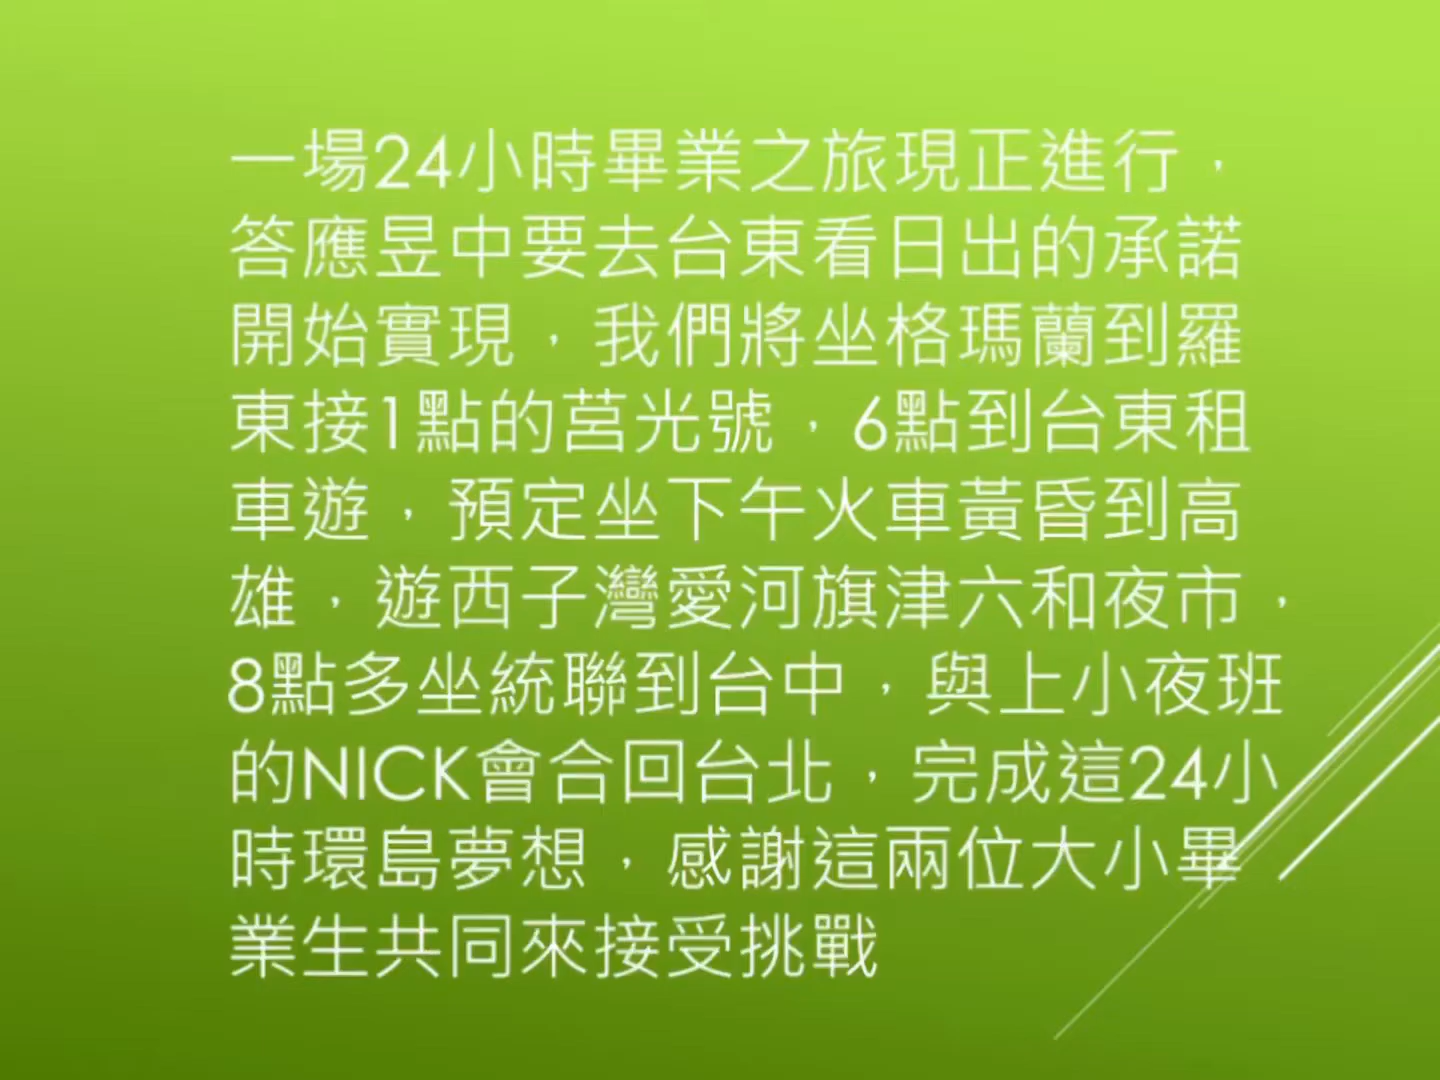 一場24小時畢業之旅現正進行，
答應昱中要去台東看日出的承諾
開始實現，我們將坐格瑪蘭到羅
東接1點的莒光號，6點到台東租
車遊，預定坐下午火車黃昏到高
雄，遊西子灣愛河旗津六和夜市，
8點多坐統聯到台中，與上小夜班
的NICK會合回台北，完成這24小
時環島夢想，感謝這兩位大小畢
業生共同來接受挑戰